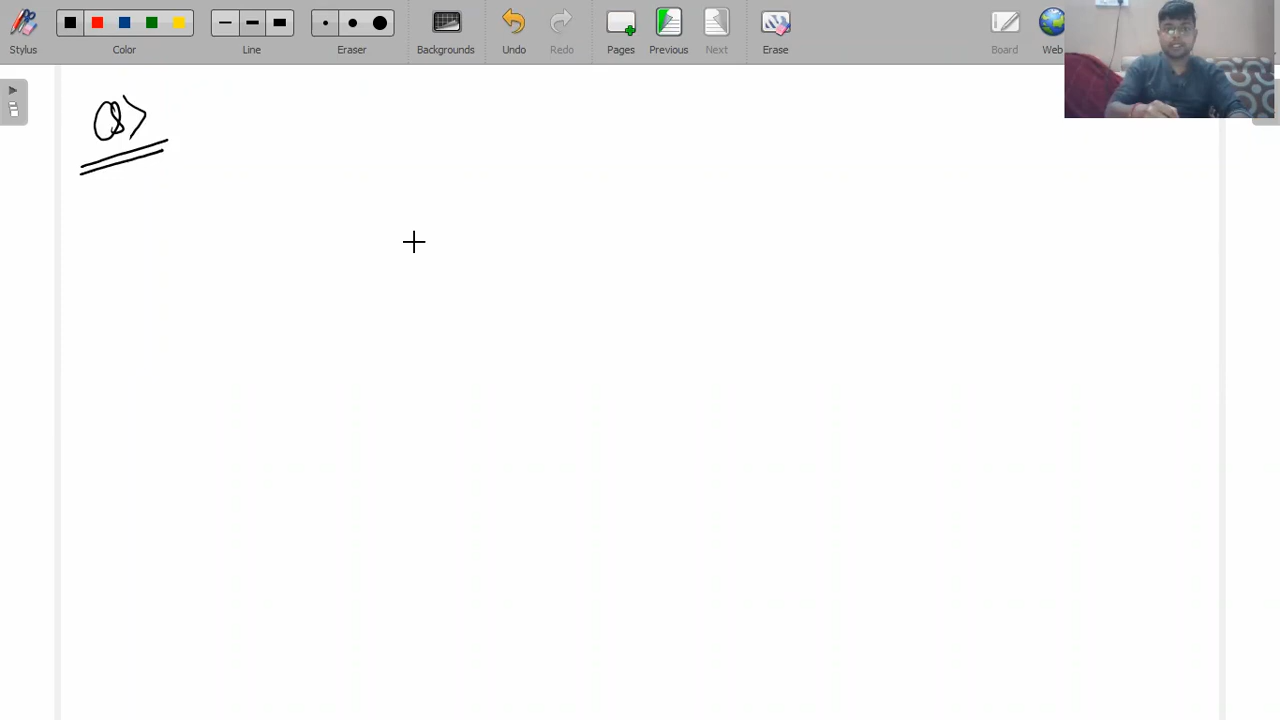 Stylus
Color
Line
Eraser
Backgrounds
Undo
Redo
Pages
Previous
Next
Erase
Board
Web
Q>